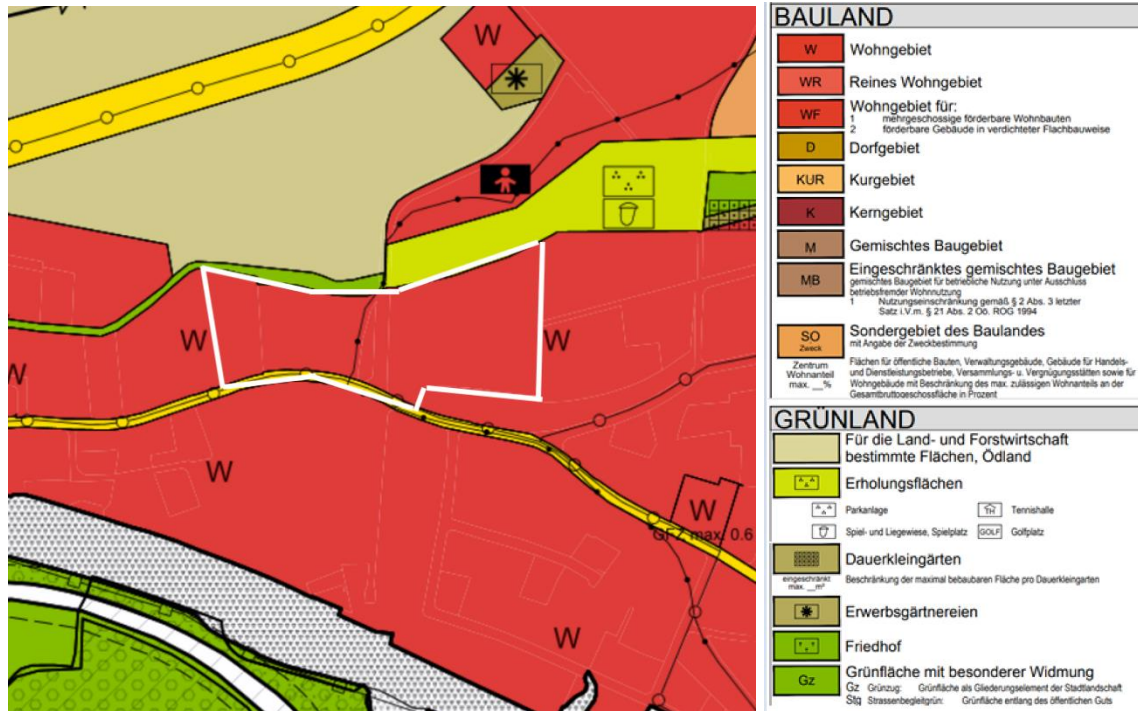 W
W
W
W
W
W
W
GFZ max. 0.6
W
BAULAND
W Wohngebiet
WR Reines Wohngebiet
WF Wohngebiet für:
1 mehrgeschossige förderbare Wohnbauten
2 förderbare Gebäude in verdichteter Flachbauweise
D Dorfgebiet
KUR Kurgebiet
K Kerngebiet
M Gemischtes Baugebiet
MB Eingeschränktes gemischtes Baugebiet
gemischtes Baugebiet für betriebliche Nutzung unter Ausschluss
betriebsfremder Wohnnutzung
1 Nutzungseinschränkung gemäß § 2 Abs. 3 letzter
Satz i.V.m. § 21 Abs. 2 Oö. ROG 1994
SO
Zweck
Sondergebiet des Baulandes
mit Angabe der Zweckbestimmung
Zentrum
Wohnanteil
max. __%
Flächen für öffentliche Bauten, Verwaltungsgebäude, Gebäude für Handels-
und Dienstleistungsbetriebe, Versammlungs- u. Vergnügungsstätten sowie für
Wohngebäude mit Beschränkung des max. zulässigen Wohnanteils an der
Gesamtbruttogeschossfläche in Prozent
GRÜNLAND
Für die Land- und Forstwirtschaft
bestimmte Flächen, Ödland
Erholungsflächen
Parkanlage
TH Tennishalle
Spiel- und Liegewiese, Spielplatz
GOLF Golfplatz
Dauerkleingärten
eingeschränkt
max. __m²
Beschränkung der maximal bebaubaren Fläche pro Dauerkleingarten
Erwerbsgärtnereien
Friedhof
Gz Grünfläche mit besonderer Widmung
Gz Grünzug: Grünfläche als Gliederungselement der Stadtlandschaft
Stg Strassenbegleitgrün: Grünfläche entlang des öffentlichen Guts